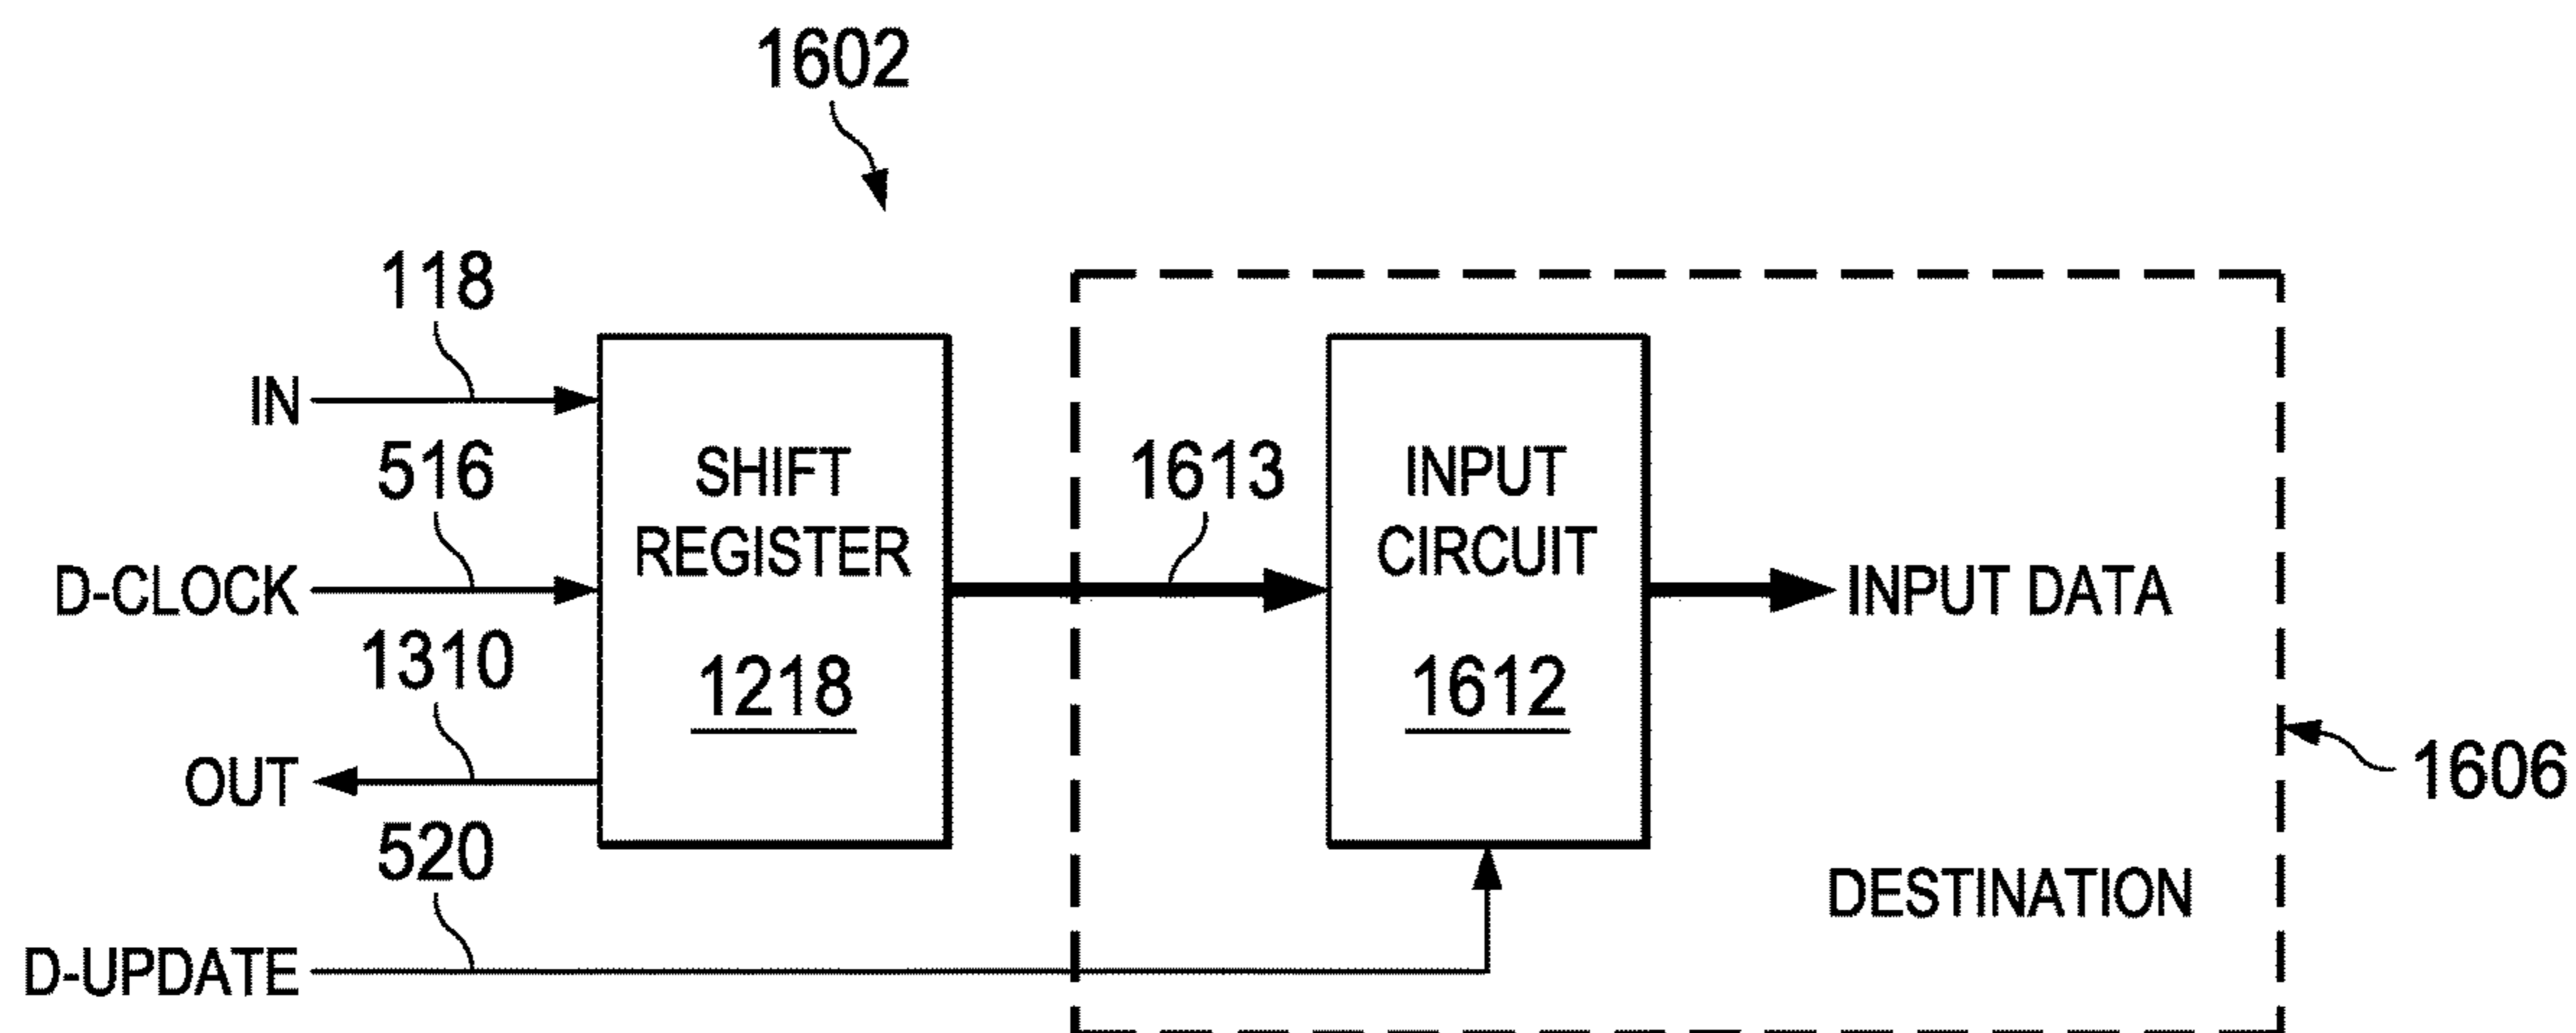 1602
118
IN
516
D-CLOCK
1310
OUT
520
D-UPDATE
SHIFT
REGISTER
1218
1613
INPUT
CIRCUIT
1612
INPUT DATA
DESTINATION
1606